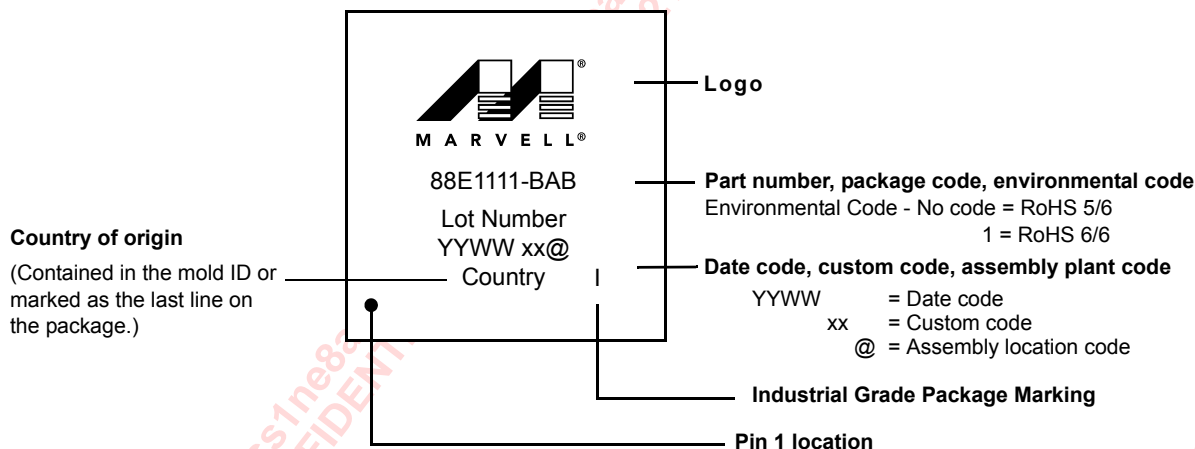 MARVELL®
®
Logo
88E1111-BAB
Part number, package code, environmental code
Environmental Code - No code = RoHS 5/6
1 = RoHS 6/6
Lot Number
YYWW xx@
Country I
Country of origin
(Contained in the mold ID or
marked as the last line on
the package.)
Date code, custom code, assembly plant code
YYWW = Date code
xx = Custom code
@ = Assembly location code
Industrial Grade Package Marking
Pin 1 location